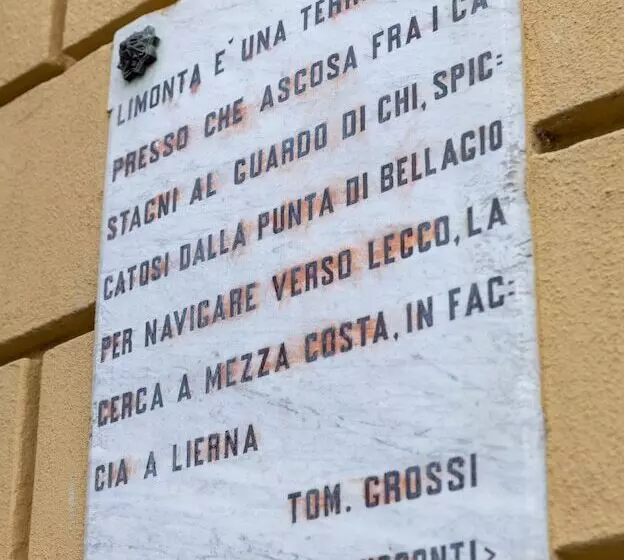 LIMONTA E' UNA TERR
PRESSO CHE ASCOSA FRA I CA
STAGNI AL GUARDO DI CHI, SPIC:
CATOSI DALLA PUNTA DI BELLAGIO
PER NAVIGARE VERSO LECCO, LA
CERCA A MEZZA COSTA, IN FAC:
CIA A LIERNA
TOM. GROSSI